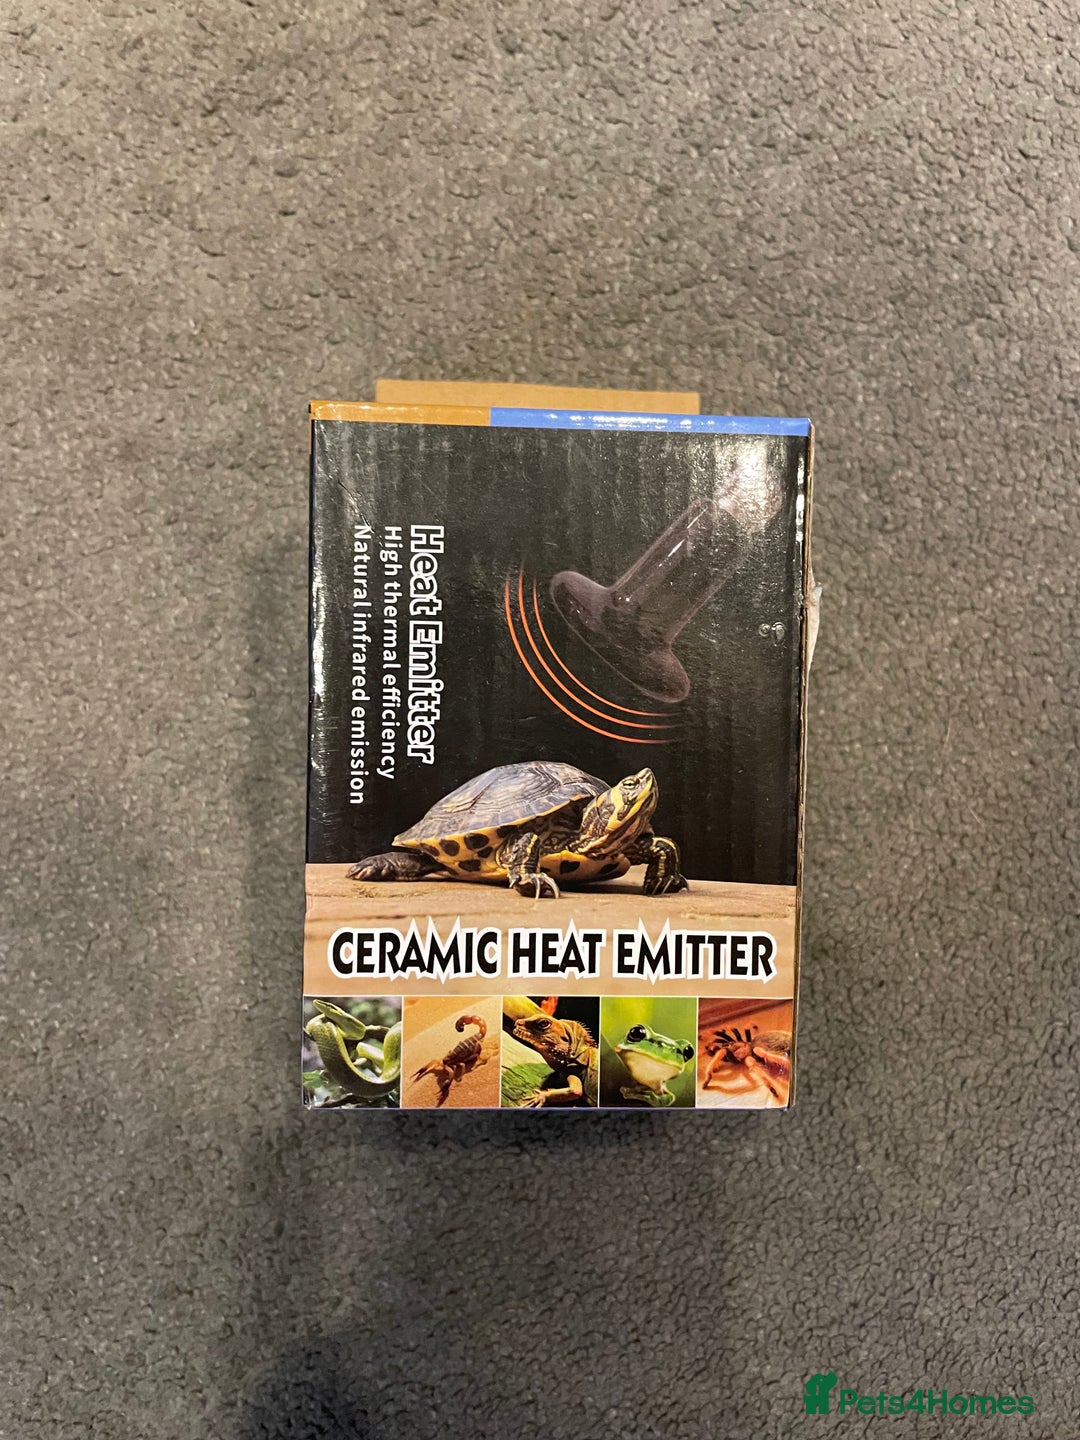 Heat Emitter
High thermal efficiency
Natural infrared emission
CERAMIC HEAT EMITTER
Pets4Homes